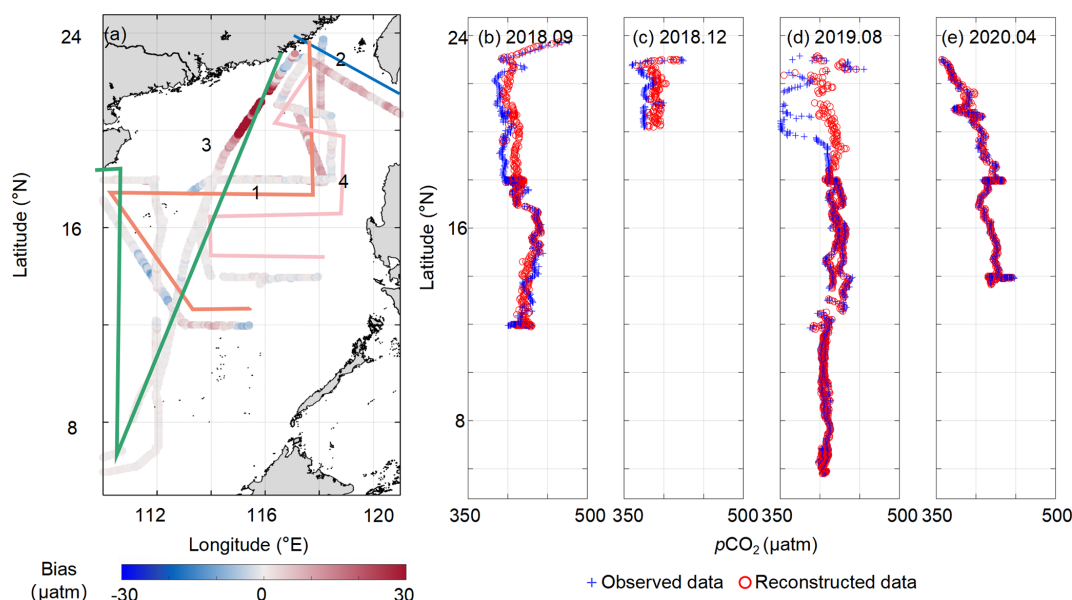 (a)
(b) 2018.09
(c) 2018.12
(d) 2019.08
(e) 2020.04
24
16
8
Latitude (°N)
1
2
3
4
112
116
120
Longitude (°E)
24
16
8
Latitude (°N)
350
350
350
350
500
500
pCO₂ (µatm)
Bias
(µatm)
-30
0
30
+ Observed data
Reconstructed data